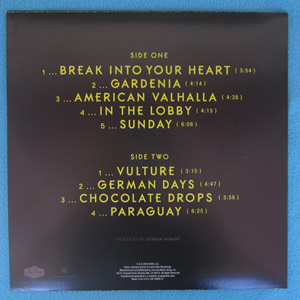 SIDE ONE
1 ... BREAK INTO YOUR HEART (3:54)
2 ... GARDENIA (4:14)
3 ... AMERICAN VALHALLA (4:38)
4 ... IN THE LOBBY (4:15)
5 ... SUNDAY (6:06)
SIDE TWO
1 ... VULTURE (3:15)
2 ... GERMAN DAYS (4:47)
3 ... CHOCOLATE DROPS (3:58)
4 ... PARAGUAY (6:25)